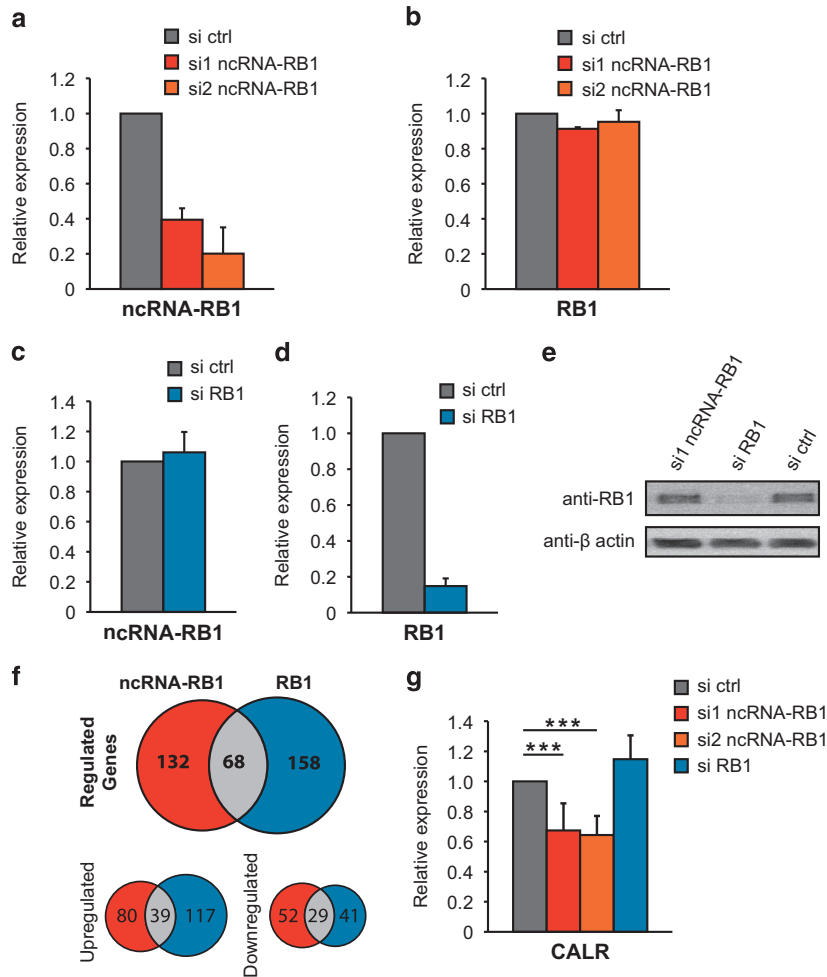 a
si ctrl
si1 ncRNA-RB1
si2 ncRNA-RB1
Relative expression
1.2
1.0
0.8
0.6
0.4
0.2
0
ncRNA-RB1
b
si ctrl
si1 ncRNA-RB1
si2 ncRNA-RB1
Relative expression
1.2
1.0
0.8
0.6
0.4
0.2
0
RB1
c
si ctrl
si RB1
Relative expression
1.4
1.2
1.0
0.8
0.6
0.4
0.2
0
ncRNA-RB1
d
si ctrl
si RB1
Relative expression
1.2
1.0
0.8
0.6
0.4
0.2
0
RB1
e
si1 ncRNA-RB1
si RB1
si ctrl
anti-RB1
anti-β actin
f
ncRNA-RB1
RB1
Regulated
Genes
132
68
158
Upregulated
80
39
117
Downregulated
52
29
41
g
si ctrl
si1 ncRNA-RB1
si2 ncRNA-RB1
si RB1
Relative expression
1.4
1.2
1.0
0.8
0.6
0.4
0.2
0
***
***
CALR